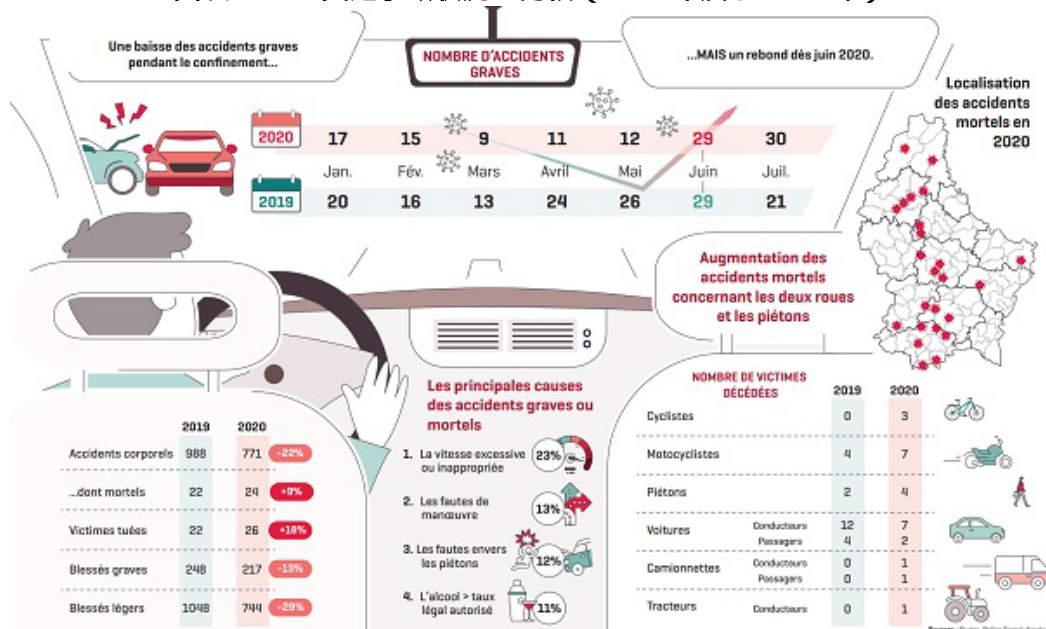 Une baisse des accidents graves
pendant le confinement...
NOMBRE D'ACCIDENTS
GRAVES
...MAIS un rebond dès juin 2020.
Localisation
des accidents
mortels en
2020
2020 17 15 9 11 12 29 30
Jan. Fév. Mars Avril Mai Juin Juil.
2019 20 16 13 24 26 29 21
Augmentation des
accidents mortels
concernant les deux roues
et les piétons
2019 2020
Accidents corporels 988 771 -22%
...dont mortels 22 24 +9%
Victimes tuées 22 26 +18%
Blessés graves 248 217 -13%
Blessés légers 1048 744 -29%
Les principales causes
des accidents graves ou
mortels
1. La vitesse excessive
ou inappropriée 23%
2. Les fautes de
manœuvre 13%
3. Les fautes envers
les piétons 12%
4. L'alcool > taux
légal autorisé 11%
NOMBRE DE VICTIMES
DÉCÉDÉES 2019 2020
Cyclistes 0 3
Motocyclistes 4 7
Piétons 2 4
Voitures Conducteurs 12 7
Passagers 4 2
Camionnettes Conducteurs 0 1
Passagers 0 1
Tracteurs Conducteurs 0 1